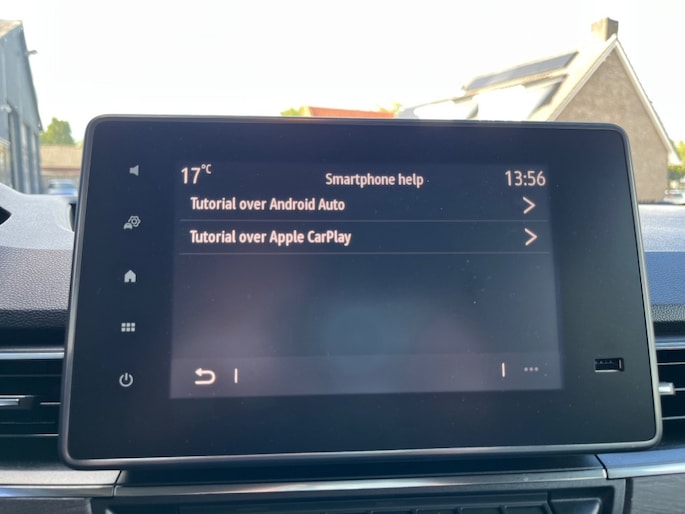 17°C Smartphone help 13:56
Tutorial over Android Auto
Tutorial over Apple CarPlay